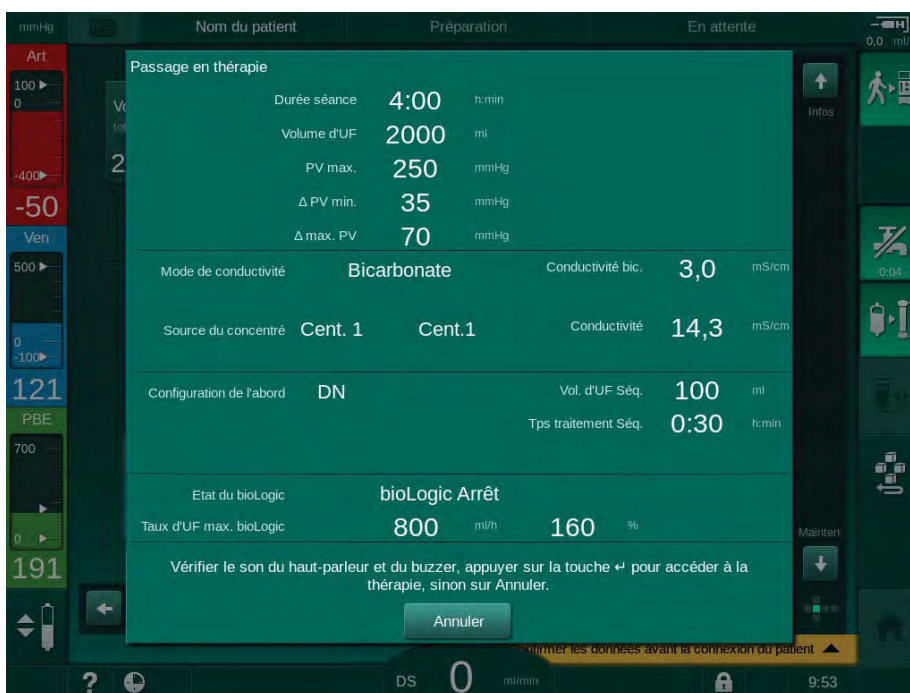 mmHg Nom du patient Préparation En attente
0,0 ml/
Art
100
0
-400
-50
Ven
500
0
-100
121
PBE
700
0
191
2
Passage en thérapie
Durée séance 4:00 h:min
Volume d'UF 2000 ml
PV max. 250 mmHg
Δ PV min. 35 mmHg
Δ max. PV 70 mmHg
Mode de conductivité Bicarbonate Conductivité bic. 3,0 mS/cm
Source du concentré Cent. 1 Cent.1 Conductivité 14,3 mS/cm
Configuration de l'abord DN Vol. d'UF Séq. 100 ml
Tps traitement Séq. 0:30 h:min
Etat du bioLogic bioLogic Arrêt
Taux d'UF max. bioLogic 800 ml/h 160 %
Vérifier le son du haut-parleur et du buzzer, appuyer sur la touche ↵ pour accéder à la
thérapie, sinon sur Annuler.
Annuler
Infos
Mainten
0:04
les données avant la connexion du patient
? DS 0 ml/min 9:53